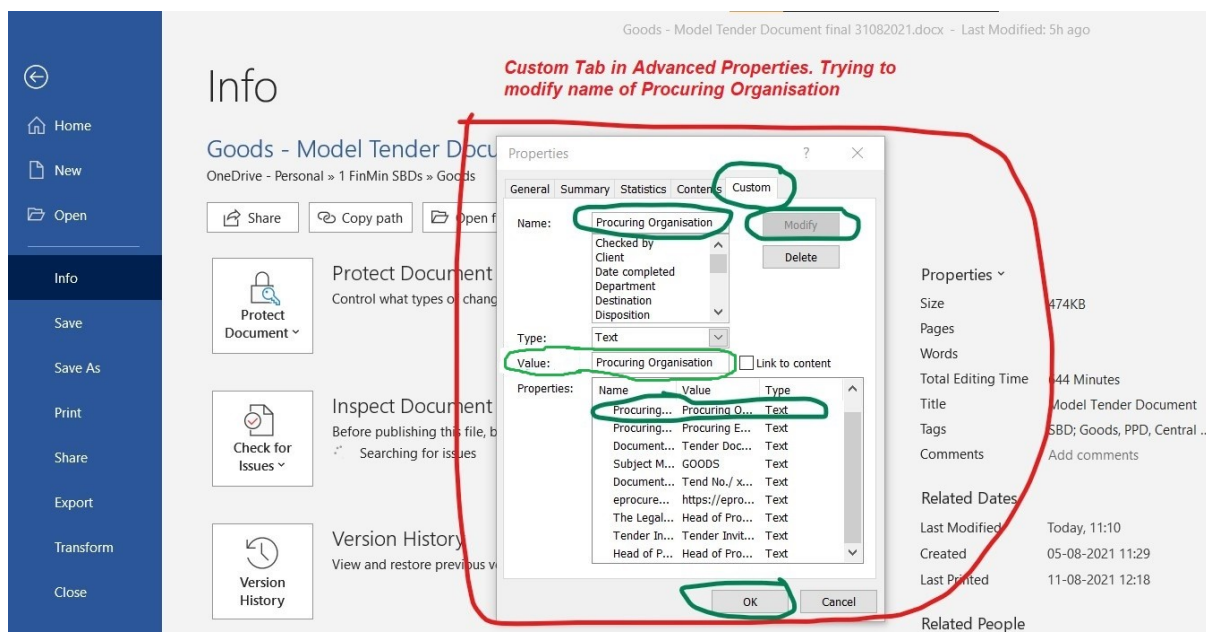 Goods - Model Tender Document final 31082021.docx - Last Modified: 5h ago
Custom Tab in Advanced Properties. Trying to
modify name of Procuring Organisation
Info
Home
New
Open
Info
Save
Save As
Print
Share
Export
Transform
Close
Goods - Model Tender Docu
OneDrive - Personal » 1 FinMin SBDs » Goods
Share
Copy path
Open f
Protect
Document
Protect Document
Control what types of chang
Check for
Issues
Inspect Document
Before publishing this file, b
Searching for issues
Version
History
Version History
View and restore previous v
Properties
?
General Summary Statistics Contents Custom
Name: Procuring Organisation Modify
Checked by
Client
Date completed
Department
Destination
Disposition
Delete
Type: Text
Value: Procuring Organisation Link to content
Properties: Name Value Type
Procuring... Procuring O... Text
Procuring... Procuring E... Text
Document... Tender Doc... Text
Subject M... GOODS Text
Document... Tend No./ x... Text
eprocure... https://epro... Text
The Legal... Head of Pro... Text
Tender In... Tender Invit... Text
Head of P... Head of Pro... Text
OK Cancel
Properties
Size 474KB
Pages
Words
Total Editing Time 644 Minutes
Title Model Tender Document
Tags SBD; Goods, PPD, Central ...
Comments Add comments
Related Dates
Last Modified Today, 11:10
Created 05-08-2021 11:29
Last Printed 11-08-2021 12:18
Related People